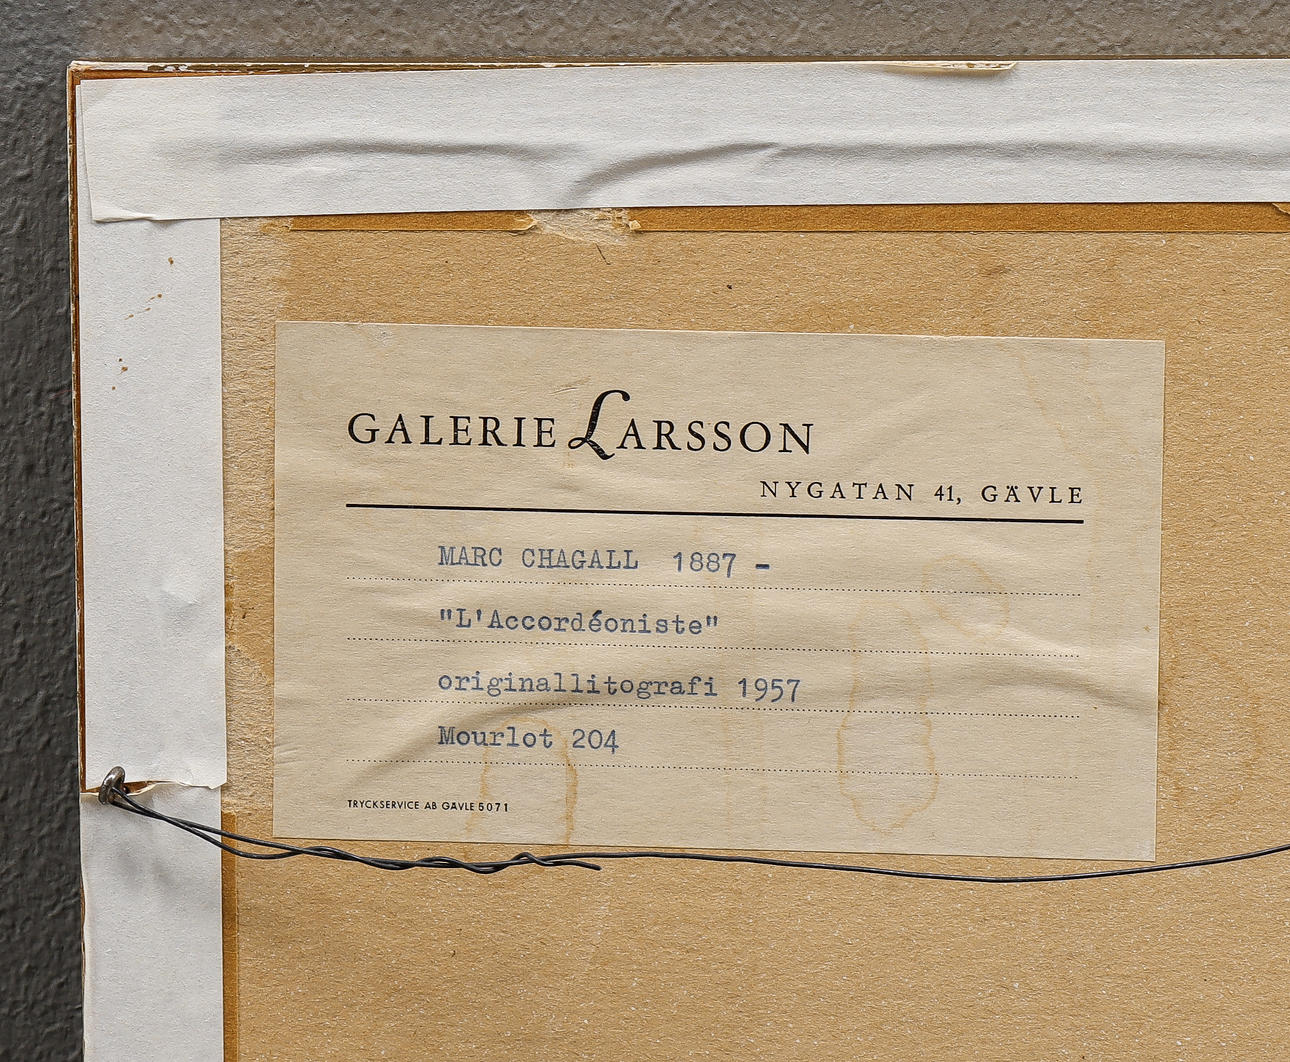 GALERIE LARSSON
NYGATAN 41, GÄVLE
MARC CHAGALL 1887 -
"L'Accordéoniste"
originallitografi 1957
Mourlot 204
TRYCKSERVICE AB GÄVLE 5071